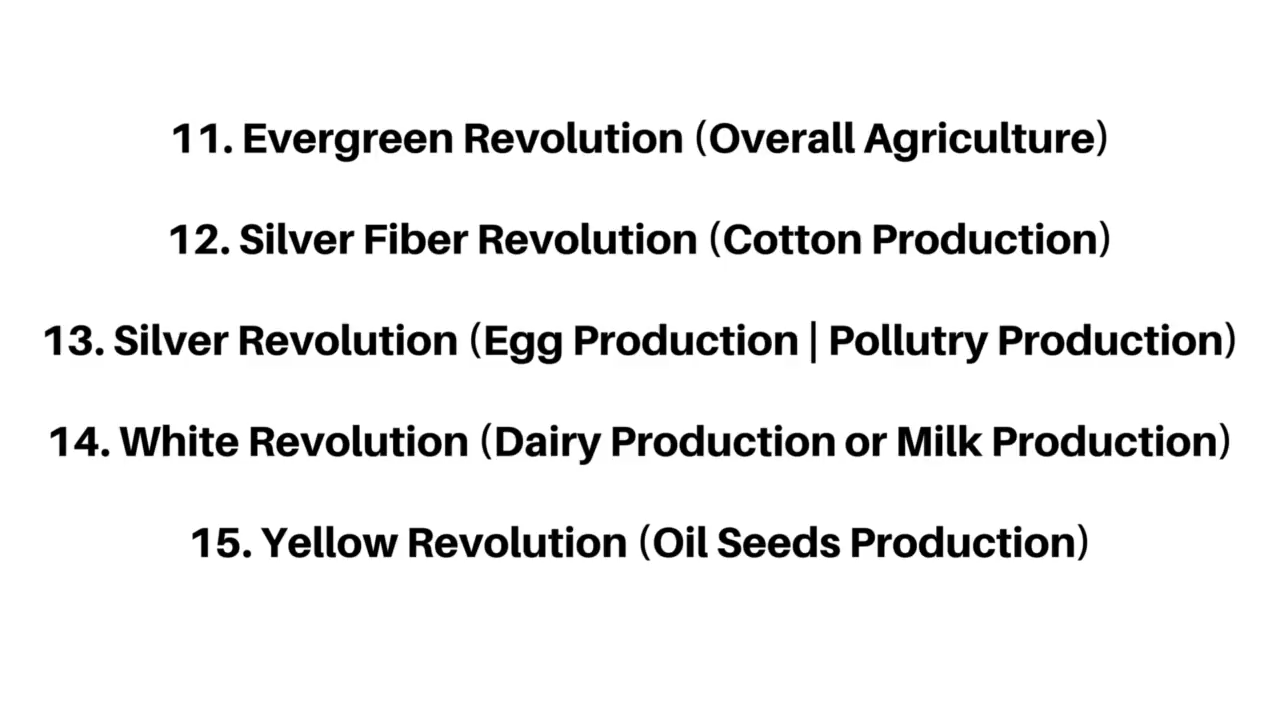 11. Evergreen Revolution (Overall Agriculture)
12. Silver Fiber Revolution (Cotton Production)
13. Silver Revolution (Egg Production | Pollutry Production)
14. White Revolution (Dairy Production or Milk Production)
15. Yellow Revolution (Oil Seeds Production)